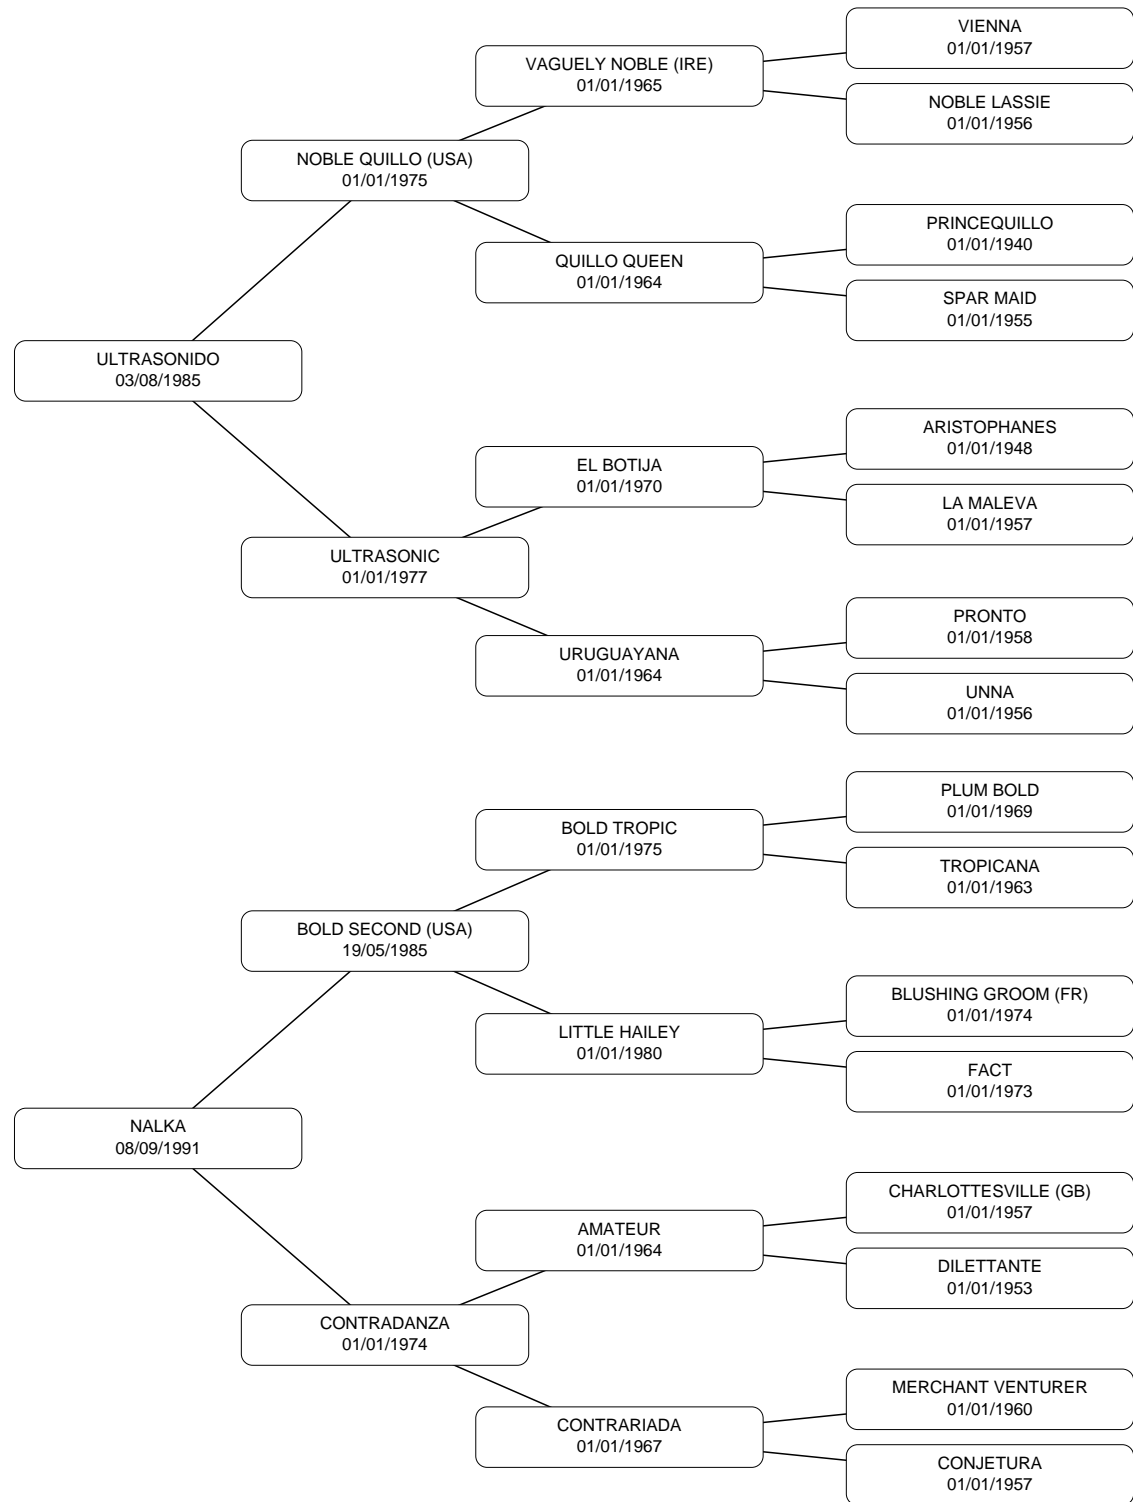 VIENNA
01/01/1957
VAGUELY NOBLE (IRE)
01/01/1965
NOBLE LASSIE
01/01/1956
NOBLE QUILLO (USA)
01/01/1975
PRINCEQUILLO
01/01/1940
QUILLO QUEEN
01/01/1964
SPAR MAID
01/01/1955
ULTRASONIDO
03/08/1985
ARISTOPHANES
01/01/1948
EL BOTIJA
01/01/1970
LA MALEVA
01/01/1957
ULTRASONIC
01/01/1977
PRONTO
01/01/1958
URUGUAYANA
01/01/1964
UNNA
01/01/1956
PLUM BOLD
01/01/1969
BOLD TROPIC
01/01/1975
TROPICANA
01/01/1963
BOLD SECOND (USA)
19/05/1985
BLUSHING GROOM (FR)
01/01/1974
LITTLE HAILEY
01/01/1980
FACT
01/01/1973
NALKA
08/09/1991
CHARLOTTESVILLE (GB)
01/01/1957
AMATEUR
01/01/1964
DILETTANTE
01/01/1953
CONTRADANZA
01/01/1974
MERCHANT VENTURER
01/01/1960
CONTRARIADA
01/01/1967
CONJETURA
01/01/1957